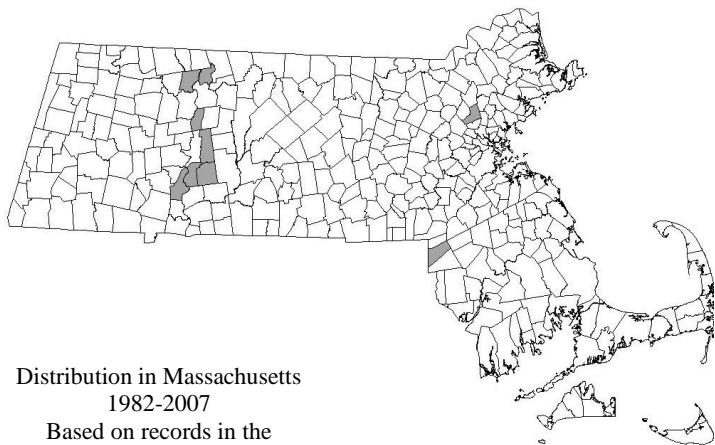 Distribution in Massachusetts
1982-2007
Based on records in the